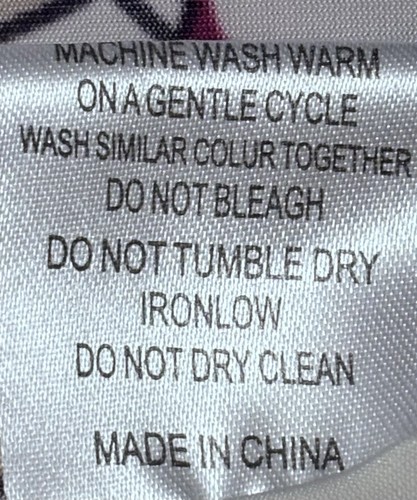 MACHINE WASH WARM
ON A GENTLE CYCLE
WASH SIMILAR COLUR TOGETHER
DO NOT BLEAGH
DO NOT TUMBLE DRY
IRONLOW
DO NOT DRY CLEAN
MADE IN CHINA